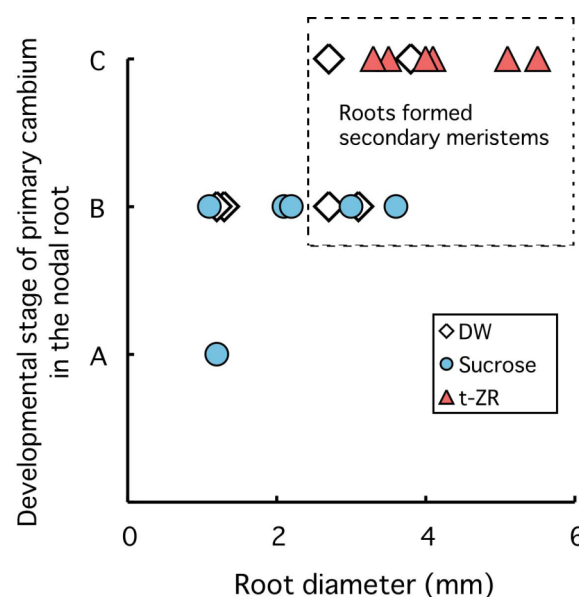 Developmental stage of primary cambium
in the nodal root
C
B
A
Roots formed
secondary meristems
DW
Sucrose
t-ZR
0
2
4
6
Root diameter (mm)